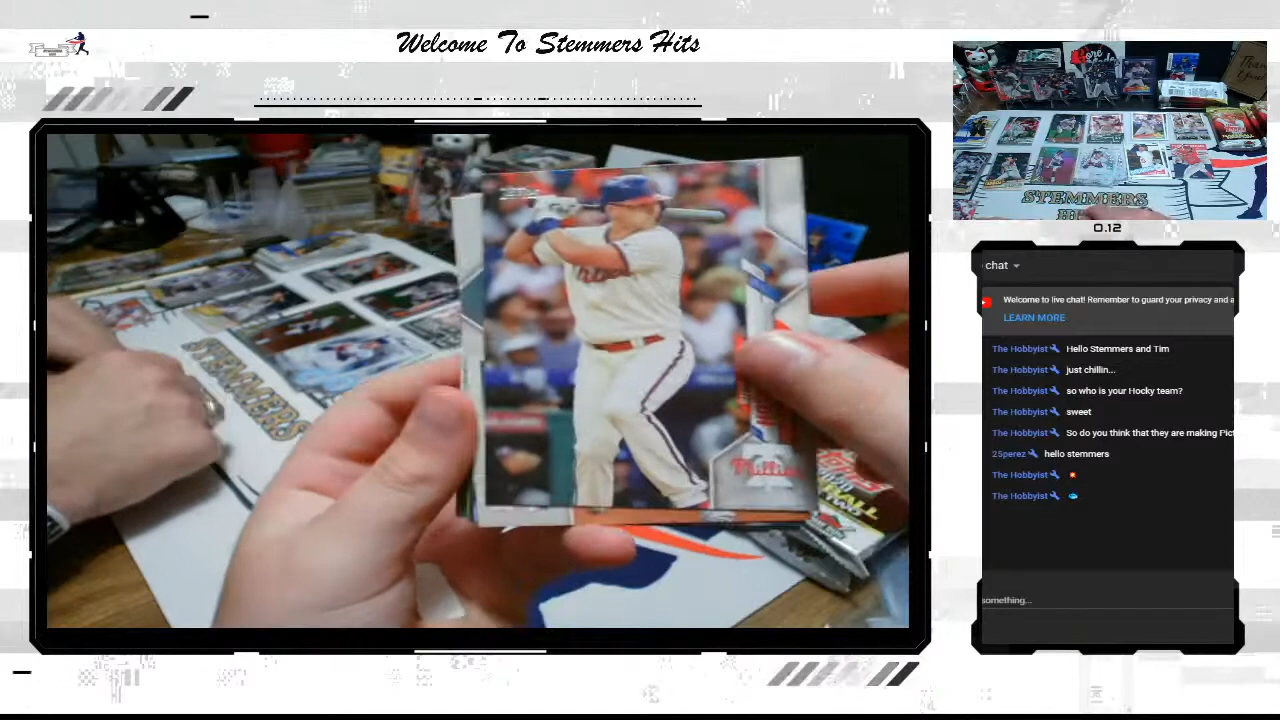 Welcome To Stemmers Hits
STEMMERS
Phillies
STEMMERS
0.12
chat
Welcome to live chat! Remember to guard your privacy and a
LEARN MORE
The Hobbyist Hello Stemmers and Tim
The Hobbyist just chillin...
The Hobbyist so who is your Hocky team?
The Hobbyist sweet
The Hobbyist So do you think that they are making Pict
25perez hello stemmers
The Hobbyist
The Hobbyist
something...